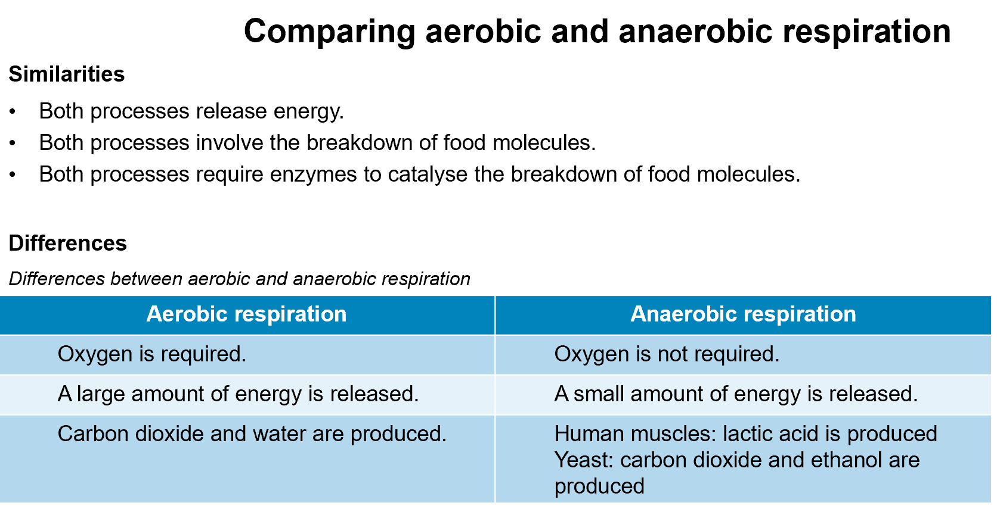 Comparing aerobic and anaerobic respiration
Similarities
• Both processes release energy.
• Both processes involve the breakdown of food molecules.
• Both processes require enzymes to catalyse the breakdown of food molecules.
Differences
Differences between aerobic and anaerobic respiration
Aerobic respiration
Anaerobic respiration
Oxygen is required.
Oxygen is not required.
A large amount of energy is released.
A small amount of energy is released.
Carbon dioxide and water are produced.
Human muscles: lactic acid is produced
Yeast: carbon dioxide and ethanol are
produced